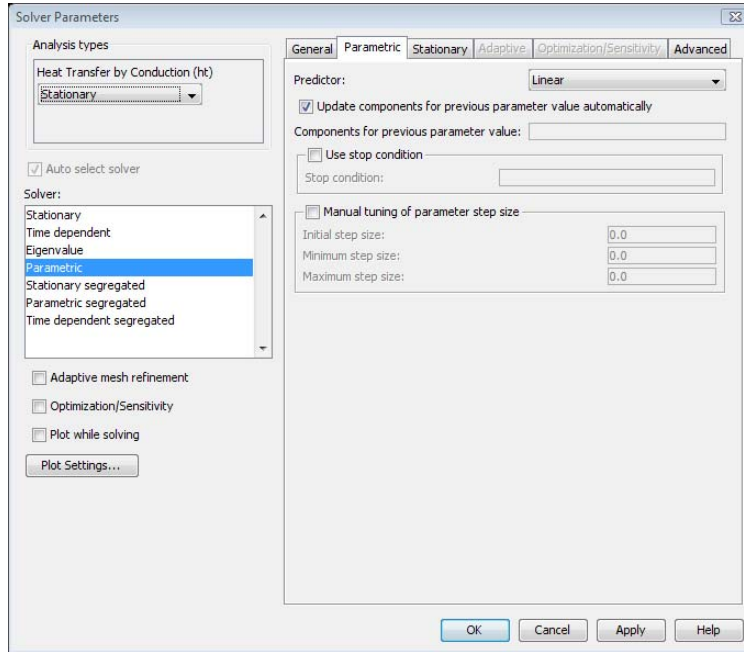 Solver Parameters
Analysis types
Heat Transfer by Conduction (ht)
Stationary
Auto select solver
Solver:
Stationary
Time dependent
Eigenvalue
Parametric
Stationary segregated
Parametric segregated
Time dependent segregated
Adaptive mesh refinement
Optimization/Sensitivity
Plot while solving
Plot Settings...
General Parametric Stationary Adaptive Optimization/Sensitivity Advanced
Predictor: Linear
Update components for previous parameter value automatically
Components for previous parameter value:
Use stop condition
Stop condition:
Manual tuning of parameter step size
Initial step size: 0.0
Minimum step size: 0.0
Maximum step size: 0.0
OK Cancel Apply Help